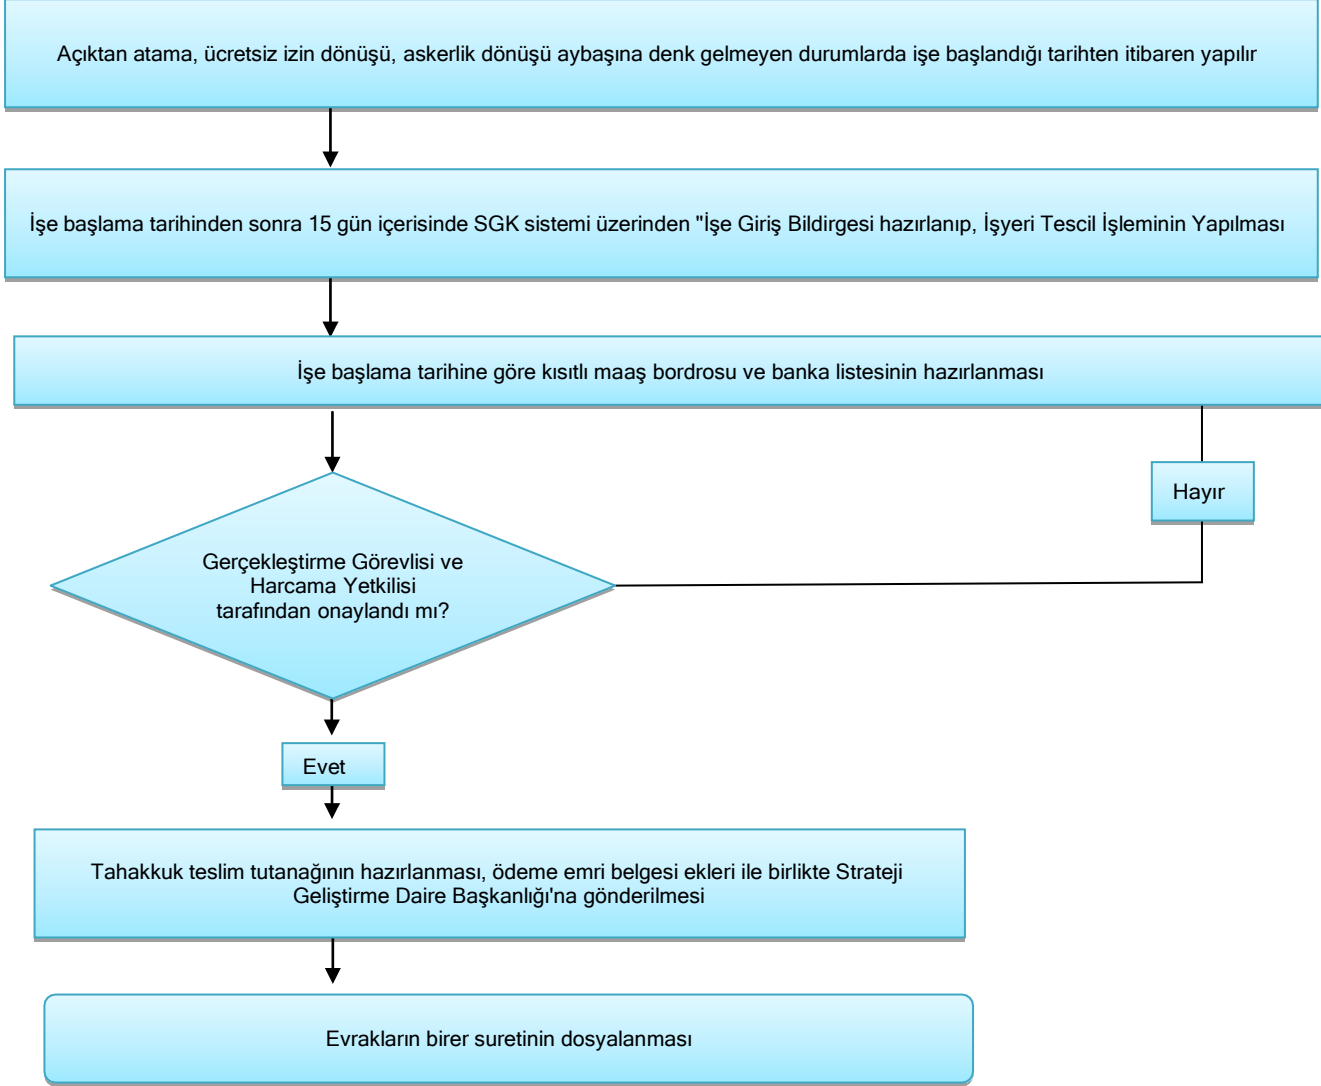 Açıktan atama, ücretsiz izin dönüşü, askerlik dönüşü aybaşına denk gelmeyen durumlarda işe başlandığı tarihten itibaren yapılır
İşe başlama tarihinden sonra 15 gün içerisinde SGK sistemi üzerinden "İşe Giriş Bildirgesi hazırlanıp, İşyeri Tescil İşleminin Yapılması
İşe başlama tarihine göre kısıtlı maaş bordrosu ve banka listesinin hazırlanması
Hayır
Gerçekleştirme Görevlisi ve
Harcama Yetkilisi
tarafından onaylandı mı?
Evet
Tahakkuk teslim tutanağının hazırlanması, ödeme emri belgesi ekleri ile birlikte Strateji
Geliştirme Daire Başkanlığı'na gönderilmesi
Evrakların birer suretinin dosyalanması